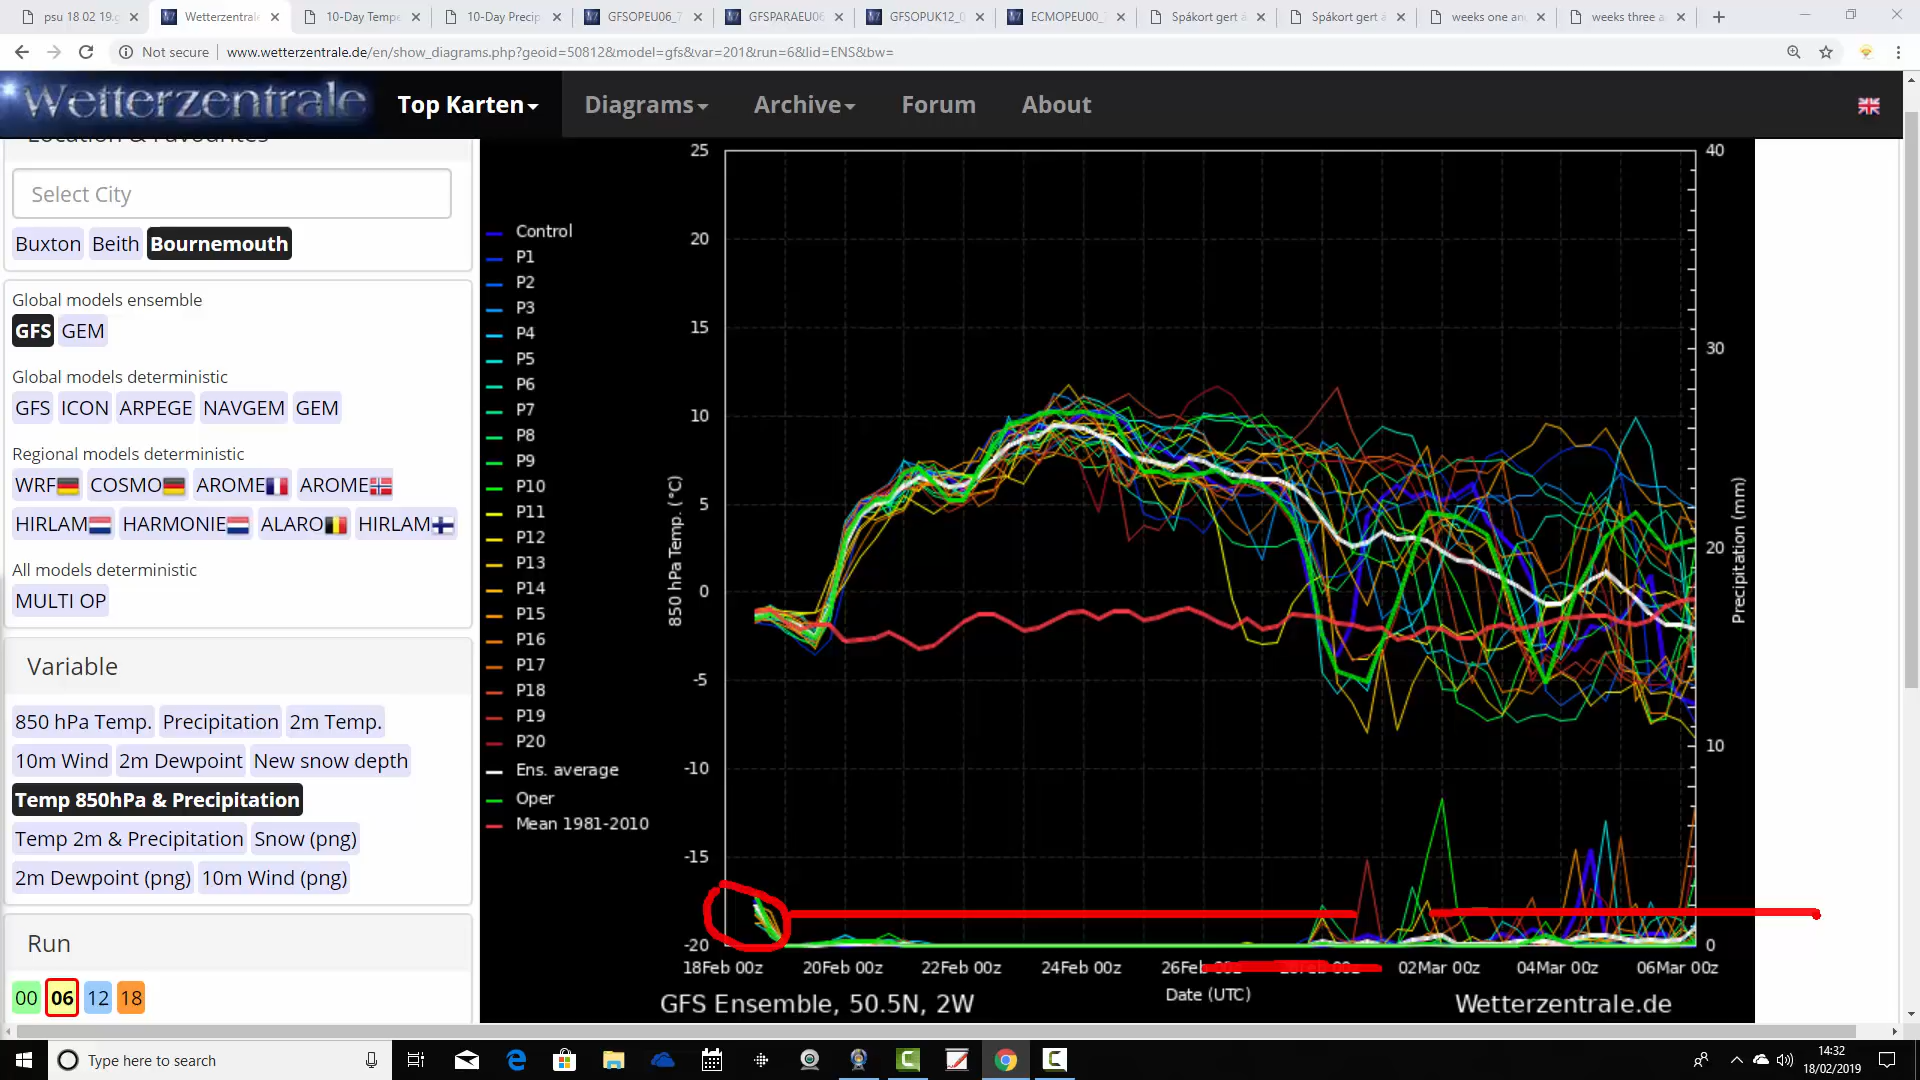 psu 18 02 19.g
Wetterzentrale
10-Day Tempe
10-Day Precip
GFSOPEU06_7
GFSPARAEU06
GFSOPUK12_0
ECMOPEU00_7
Spákort gert á
Spákort gert á
weeks one an
weeks three a
Not secure
www.wetterzentrale.de/en/show_diagrams.php?geoid=50812&model=gfs&var=201&run=6&lid=ENS&bw=
Wetterzentrale
Top Karten
Diagrams
Archive
Forum
About
Location & Favourites
Select City
Buxton Beith Bournemouth
Global models ensemble
GFS GEM
Global models deterministic
GFS ICON ARPEGE NAVGEM GEM
Regional models deterministic
WRF COSMO AROME AROME
HIRLAM HARMONIE ALARO HIRLAM
All models deterministic
MULTI OP
Variable
850 hPa Temp. Precipitation 2m Temp.
10m Wind 2m Dewpoint New snow depth
Temp 850hPa & Precipitation
Temp 2m & Precipitation Snow (png)
2m Dewpoint (png) 10m Wind (png)
Run
00 06 12 18
Control
P1
P2
P3
P4
P5
P6
P7
P8
P9
P10
P11
P12
P13
P14
P15
P16
P17
P18
P19
P20
Ens. average
Oper
Mean 1981-2010
850 hPa Temp. (°C)
25
20
15
10
5
0
-5
-10
-15
-20
40
30
20
10
0
Precipitation (mm)
18Feb 00z 20Feb 00z 22Feb 00z 24Feb 00z 26Feb 02Mar 00z 04Mar 00z 06Mar 00z
Date (UTC)
GFS Ensemble, 50.5N, 2W
Wetterzentrale.de
Type here to search
14:32
18/02/2019